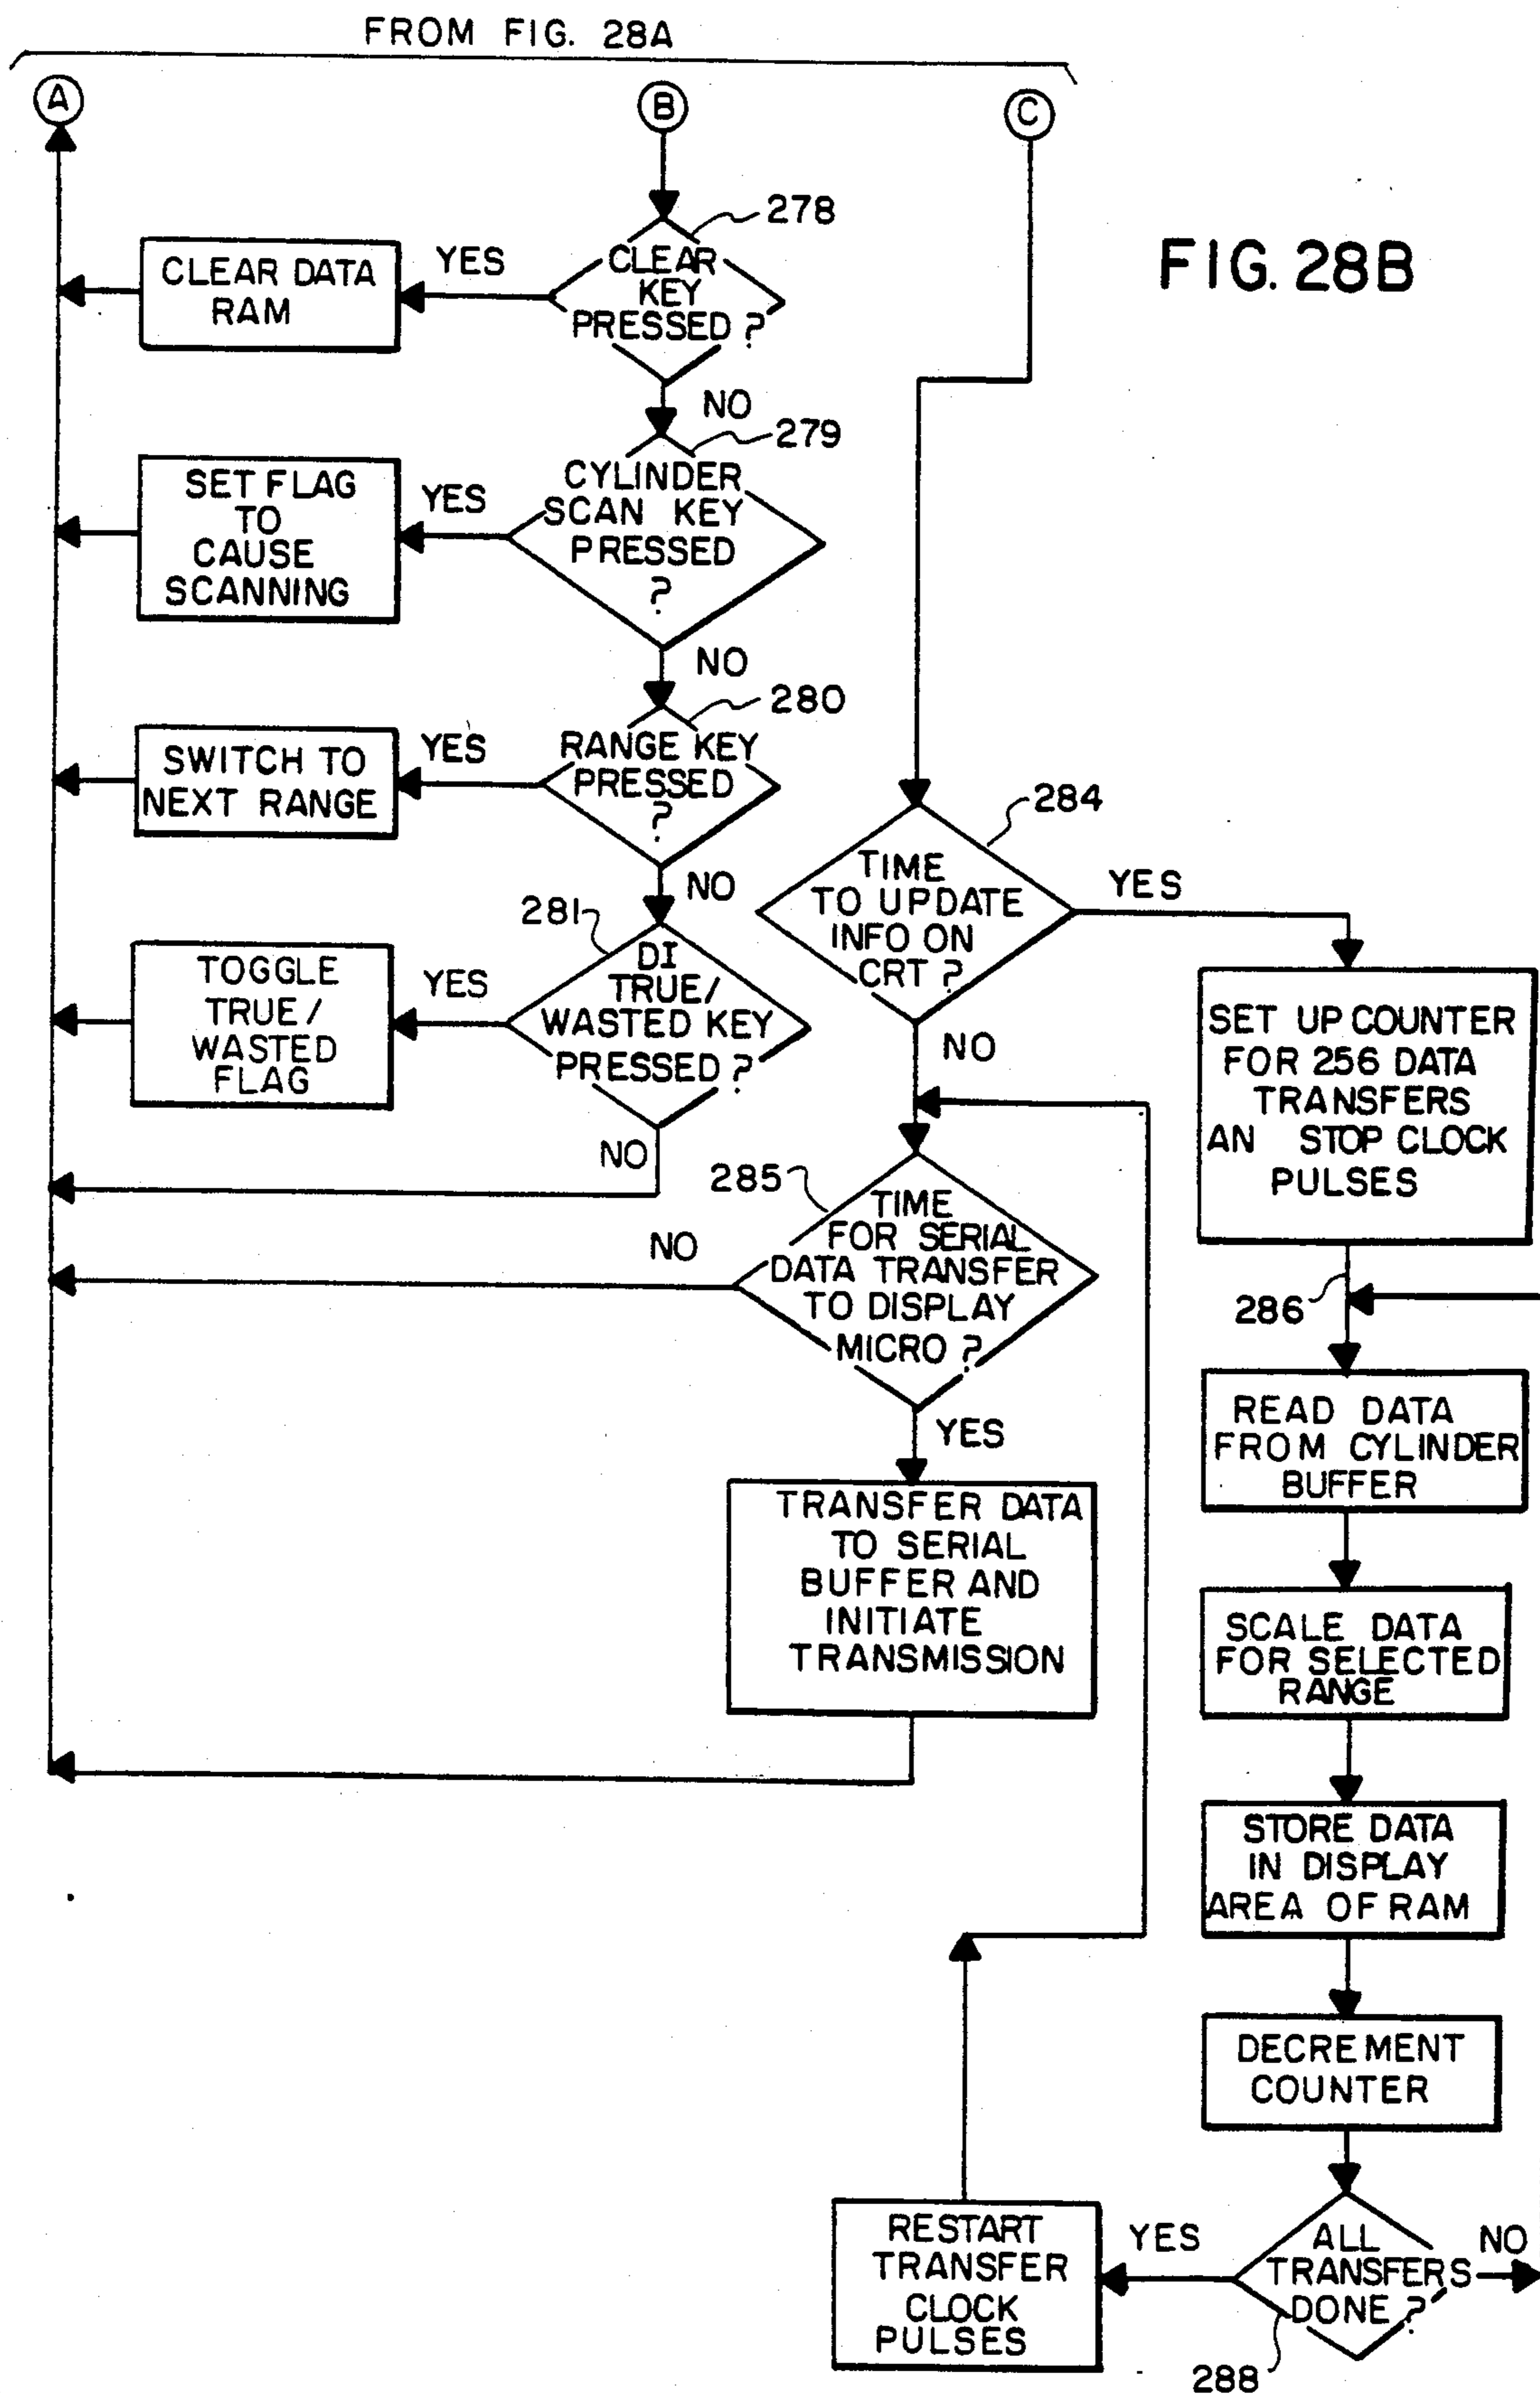 FROM FIG. 28A
A
B
C
FIG. 28B
278
CLEAR
KEY
PRESSED ?
YES
CLEAR DATA
RAM
NO
279
CYLINDER
SCAN KEY
PRESSED
?
YES
SET FLAG
TO
CAUSE
SCANNING
NO
280
RANGE KEY
PRESSED
?
YES
SWITCH TO
NEXT RANGE
NO
281
DI
TRUE/
WASTED KEY
PRESSED ?
YES
TOGGLE
TRUE /
WASTED
FLAG
NO
284
TIME
TO UPDATE
INFO ON
CRT ?
YES
NO
SET UP COUNTER
FOR 256 DATA
TRANSFERS
AN STOP CLOCK
PULSES
285
TIME
FOR SERIAL
DATA TRANSFER
TO DISPLAY
MICRO ?
NO
YES
TRANSFER DATA
TO SERIAL
BUFFER AND
INITIATE
TRANSMISSION
286
READ DATA
FROM CYLINDER
BUFFER
SCALE DATA
FOR SELECTED
RANGE
STORE DATA
IN DISPLAY
AREA OF RAM
DECREMENT
COUNTER
ALL
TRANSFERS
DONE ?
NO
YES
288
RESTART
TRANSFER
CLOCK
PULSES